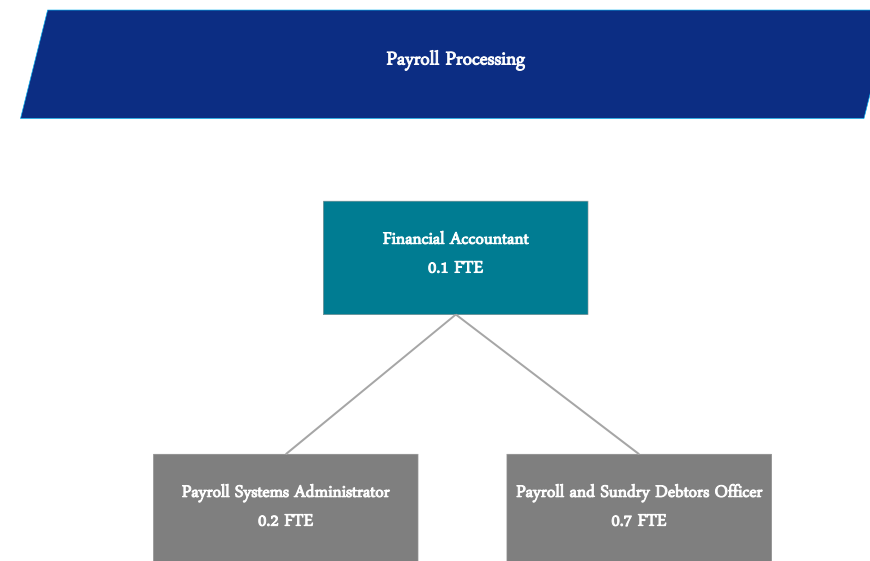 Payroll Processing
Financial Accountant
0.1 FTE
Payroll Systems Administrator
0.2 FTE
Payroll and Sundry Debtors Officer
0.7 FTE